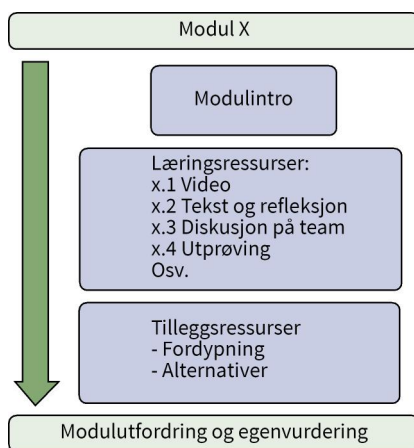 Modul X
Modulintro
Læringsressurser:
x.1 Video
x.2 Tekst og refleksjon
x.3 Diskusjon på team
x.4 Utprøving
Osv.
Tilleggsressurser
- Fordypning
- Alternativer
Modulutfordring og egenvurdering